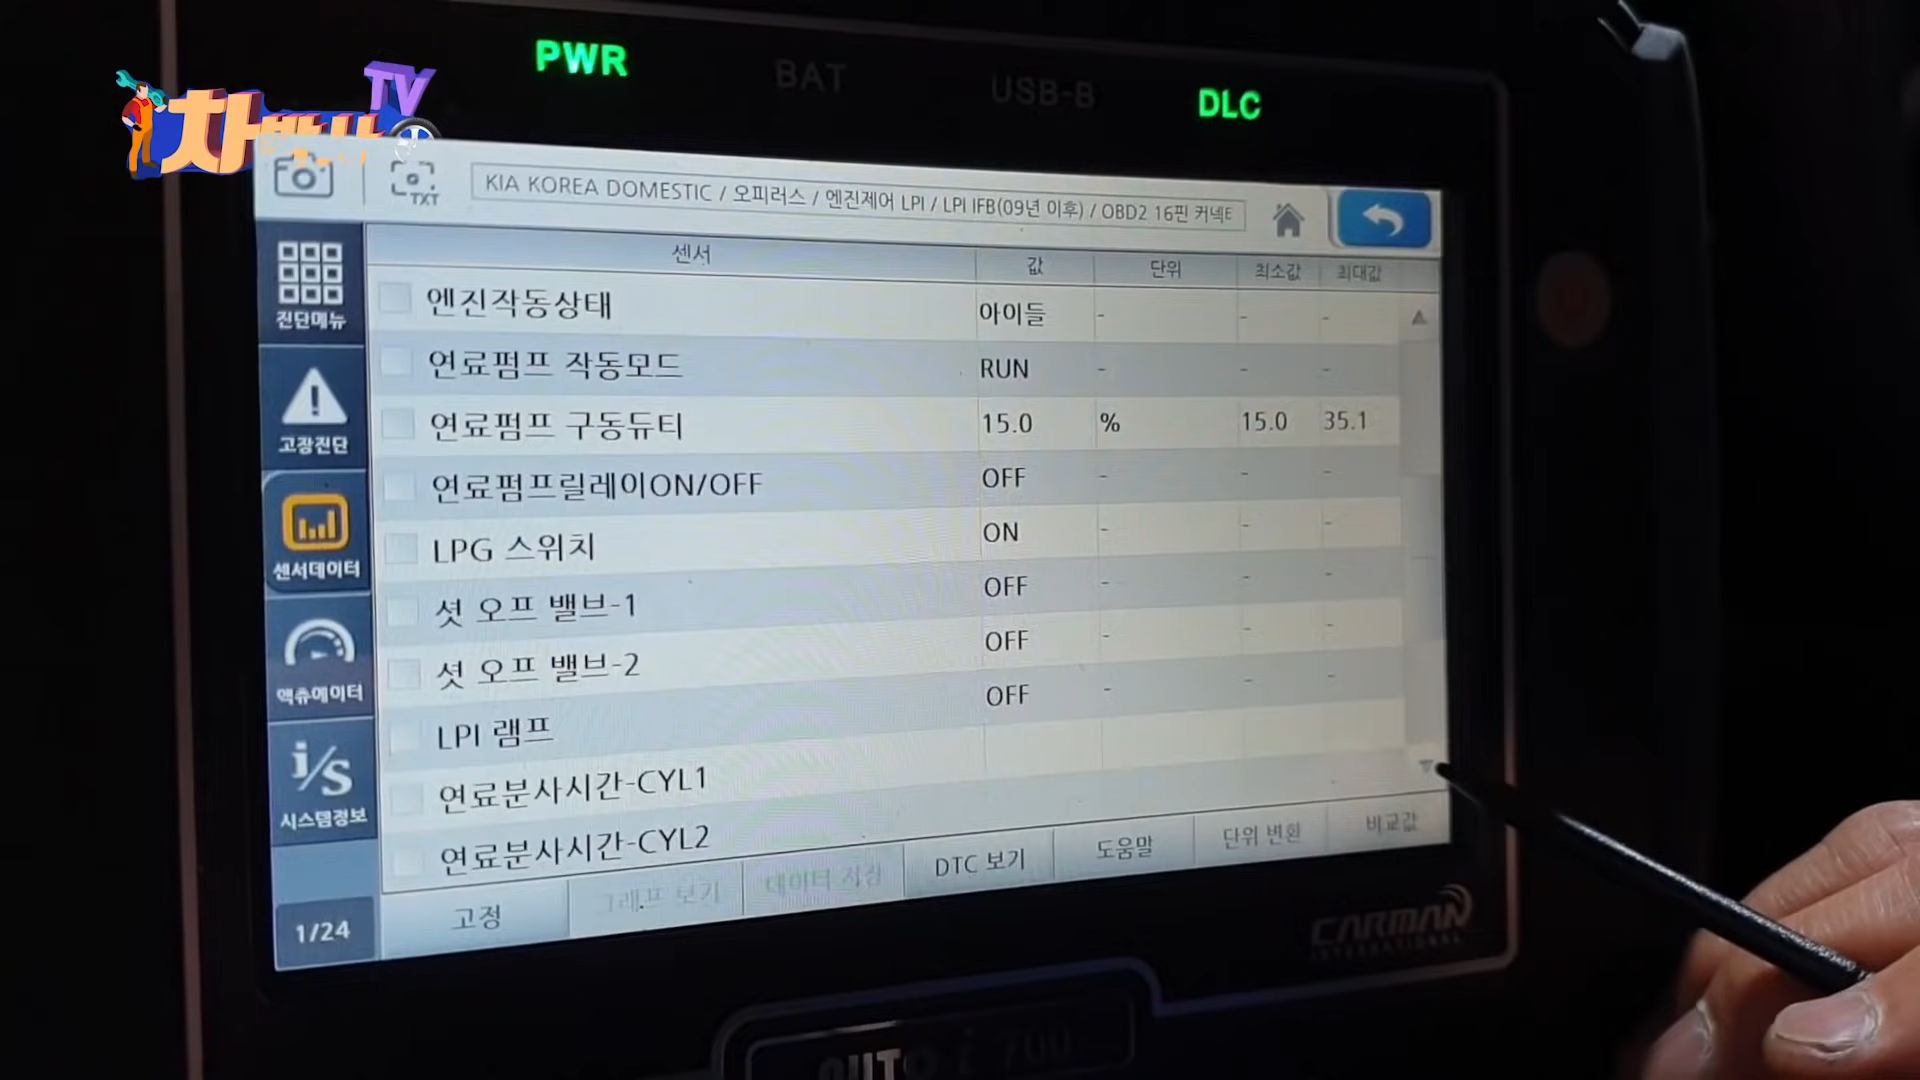 PWR BAT USB-B DLC
TV
TXT KIA KOREA DOMESTIC / 오피러스 / 엔진제어 LPI / LPI IFB(09년 이후) / OBD2 16핀 커넥터
센서 값 단위 최소값 최대값
진단메뉴
고장진단
센서데이터
액츄에이터
시스템정보
엔진작동상태 아이들 - - -
연료펌프 작동모드 RUN - - -
연료펌프 구동듀티 15.0 % 15.0 35.1
연료펌프릴레이ON/OFF OFF - - -
LPG 스위치 ON - - -
셧 오프 밸브-1 OFF - - -
셧 오프 밸브-2 OFF - - -
LPI 램프 OFF - - -
연료분사시간-CYL1
연료분사시간-CYL2
1/24 고정 그래프 보기 데이터 저장 DTC 보기 도움말 단위 변환 비교값
CARMAN
INTERNATIONAL
AUTO-i 700